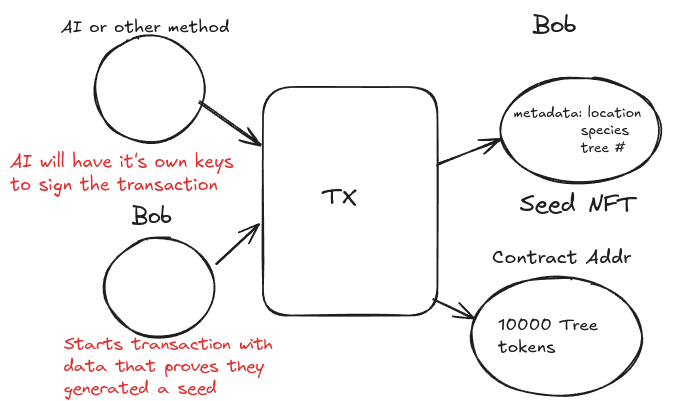 AI or other method
AI will have it's own keys
to sign the transaction
Bob
Starts transaction with
data that proves they
generated a seed
TX
Bob
metadata: location
species
tree #
Seed NFT
Contract Addr
10000 Tree
tokens